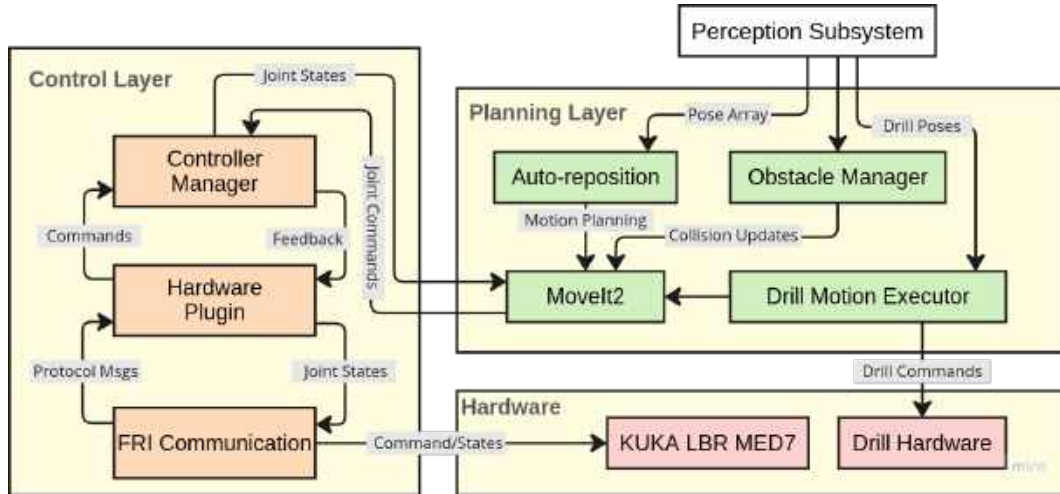 Perception Subsystem
Control Layer
Joint States
Planning Layer
Pose Array
Drill Poses
Controller
Manager
Auto-reposition
Obstacle Manager
Joint Commands
Commands
Feedback
Motion Planning
Collision Updates
Hardware
Plugin
MoveIt2
Drill Motion Executor
Protocol Msgs
Joint States
Drill Commands
Hardware
FRI Communication
Command/States
KUKA LBR MED7
Drill Hardware
miro